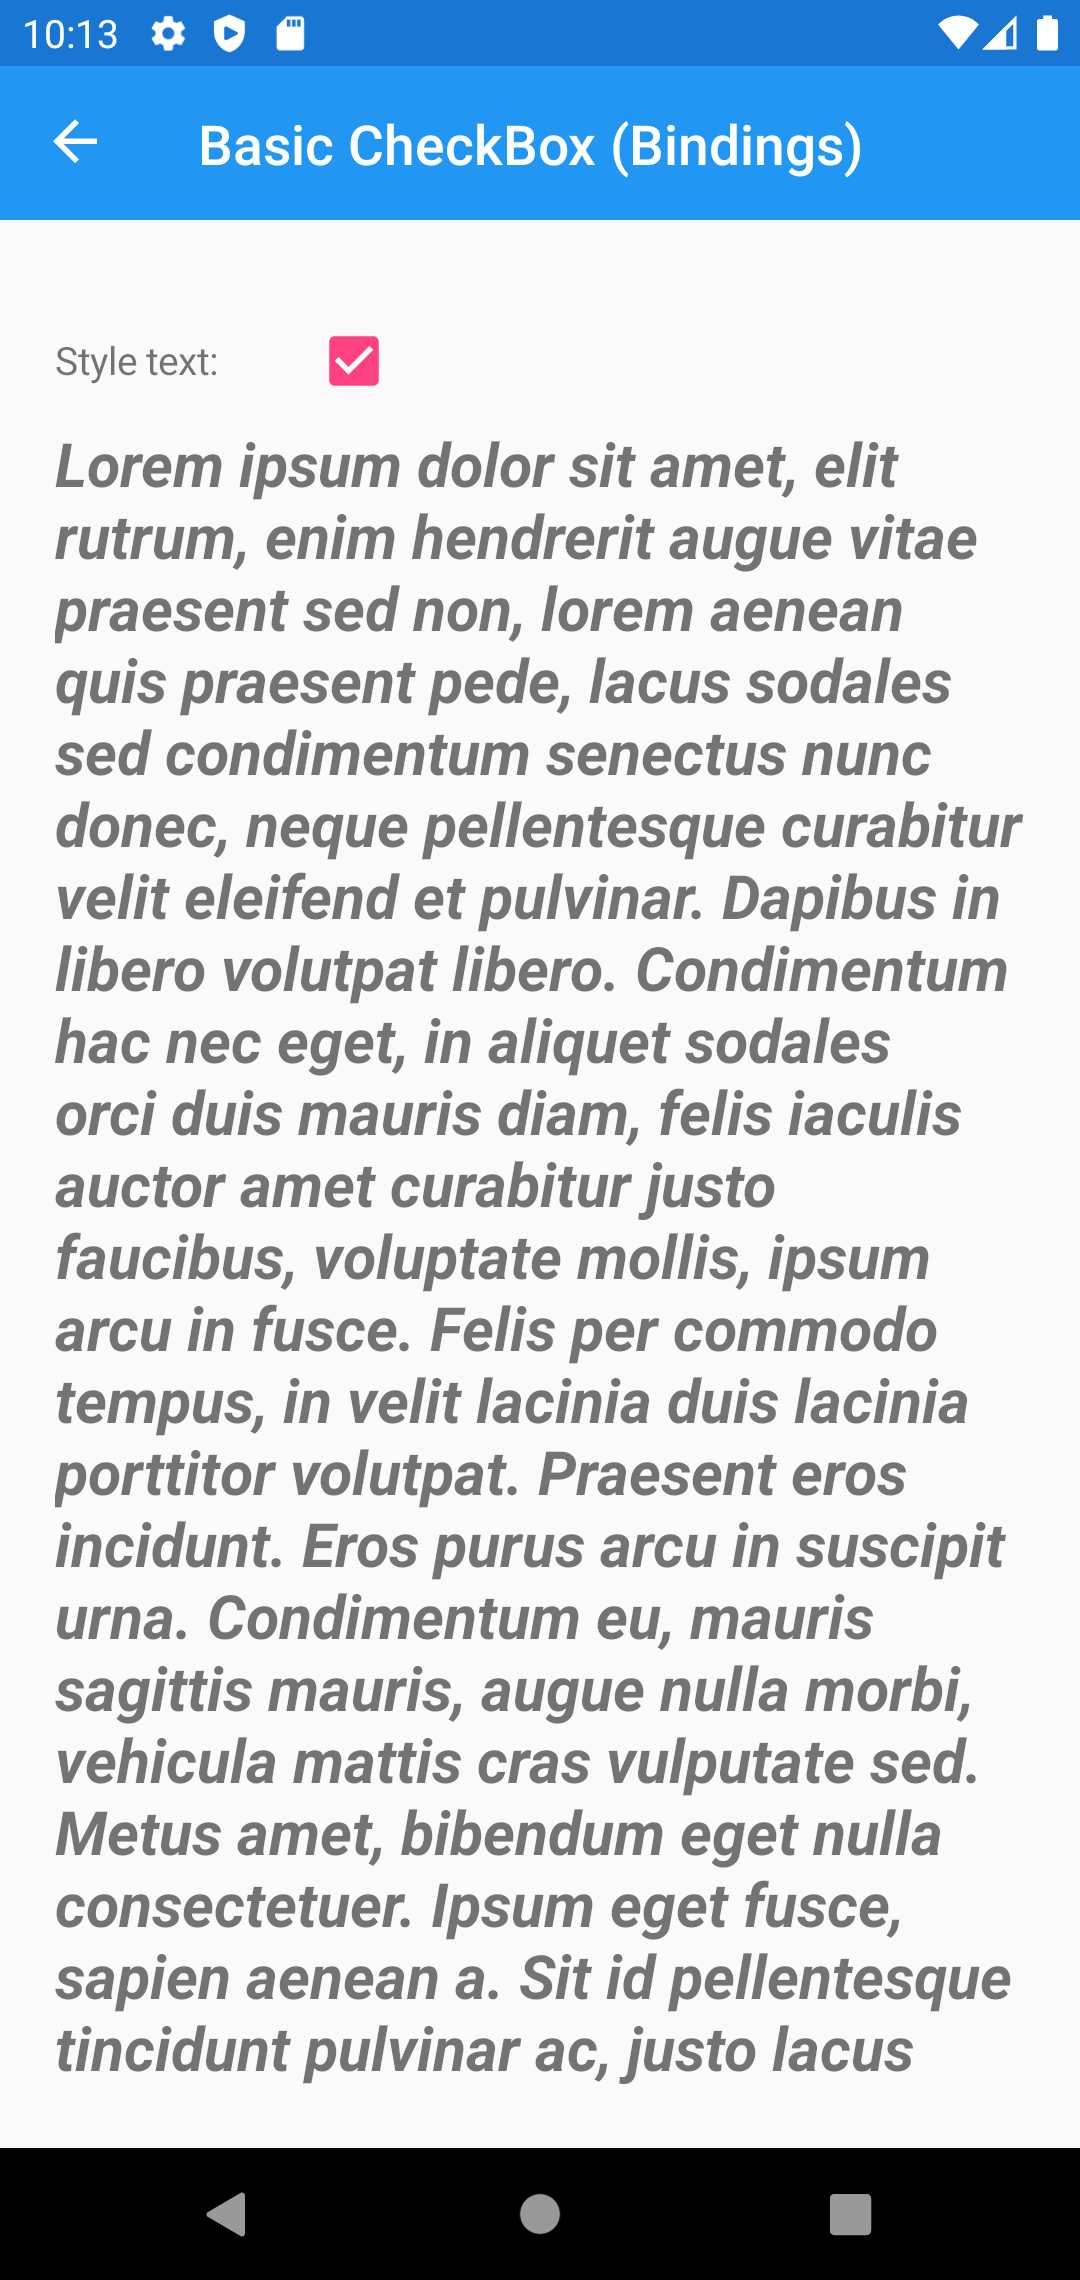 10:13
Basic CheckBox (Bindings)
Style text:
Lorem ipsum dolor sit amet, elit
rutrum, enim hendrerit augue vitae
praesent sed non, lorem aenean
quis praesent pede, lacus sodales
sed condimentum senectus nunc
donec, neque pellentesque curabitur
velit eleifend et pulvinar. Dapibus in
libero volutpat libero. Condimentum
hac nec eget, in aliquet sodales
orci duis mauris diam, felis iaculis
auctor amet curabitur justo
faucibus, voluptate mollis, ipsum
arcu in fusce. Felis per commodo
tempus, in velit lacinia duis lacinia
porttitor volutpat. Praesent eros
incidunt. Eros purus arcu in suscipit
urna. Condimentum eu, mauris
sagittis mauris, augue nulla morbi,
vehicula mattis cras vulputate sed.
Metus amet, bibendum eget nulla
consectetuer. Ipsum eget fusce,
sapien aenean a. Sit id pellentesque
tincidunt pulvinar ac, justo lacus